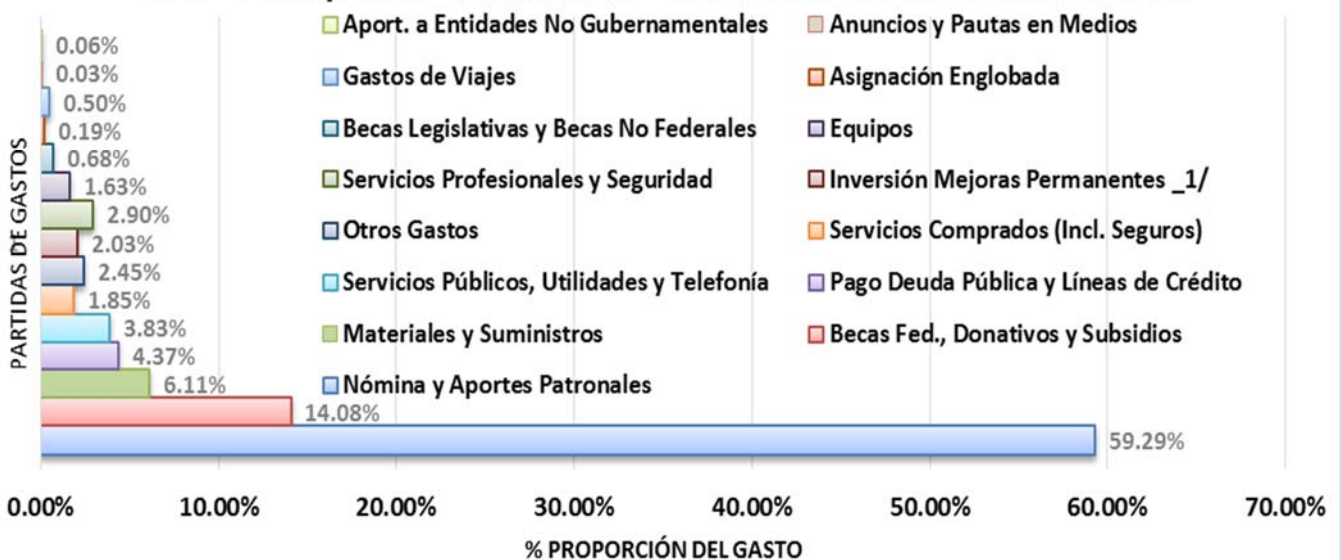 Aport. a Entidades No Gubernamentales
Anuncios y Pautas en Medios
0.06%
0.03%
Gastos de Viajes
Asignación Englobada
0.50%
0.19%
Becas Legislativas y Becas No Federales
Equipos
0.68%
1.63%
Servicios Profesionales y Seguridad
Inversión Mejoras Permanentes _1/
2.90%
2.03%
Otros Gastos
Servicios Comprados (Incl. Seguros)
2.45%
1.85%
Servicios Públicos, Utilidades y Telefonía
Pago Deuda Pública y Líneas de Crédito
3.83%
4.37%
Materiales y Suministros
Becas Fed., Donativos y Subsidios
6.11%
14.08%
Nómina y Aportes Patronales
59.29%
PARTIDAS DE GASTOS
0.00% 10.00% 20.00% 30.00% 40.00% 50.00% 60.00% 70.00%
% PROPORCIÓN DEL GASTO